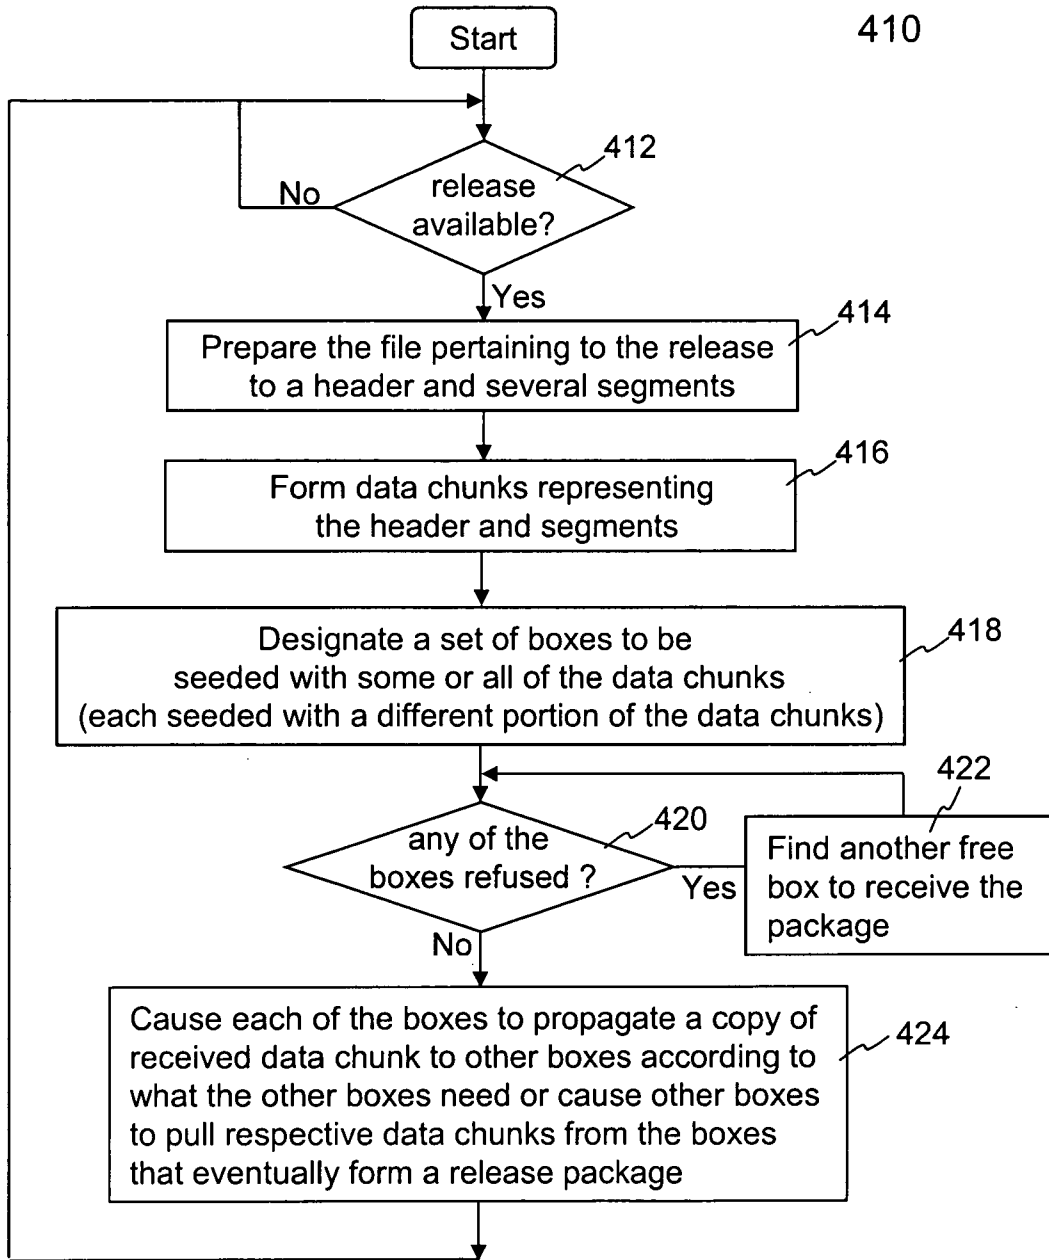 410
Start
412
No
release
available?
Yes
414
Prepare the file pertaining to the release
to a header and several segments
416
Form data chunks representing
the header and segments
418
Designate a set of boxes to be
seeded with some or all of the data chunks
(each seeded with a different portion of the data chunks)
422
420
any of the
boxes refused ?
Yes
Find another free
box to receive the
package
No
424
Cause each of the boxes to propagate a copy of
received data chunk to other boxes according to
what the other boxes need or cause other boxes
to pull respective data chunks from the boxes
that eventually form a release package